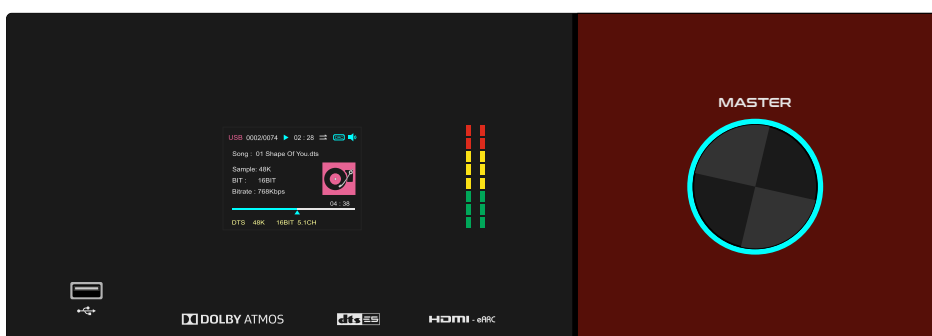 MASTER
USB 0002/0074 02 : 28
Song : 01 Shape Of You.dts
Sample: 48K
BIT : 16BIT
Bitrate : 768Kbps
04 : 38
DTS 48K 16BIT 5.1CH
DOLBY ATMOS
dts ES
HDMI - eARC